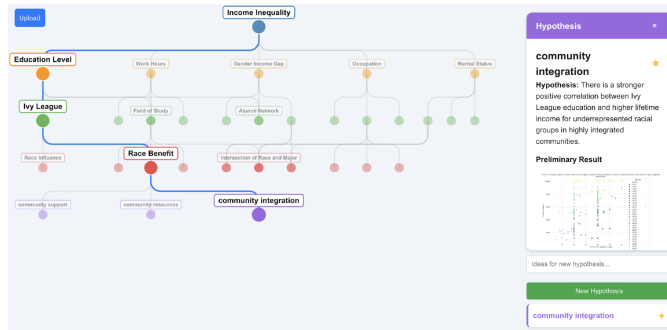 Upload
Income Inequality
Education Level
Work Hours
Gender Income Gap
Occupation
Marital Status
Ivy League
Field of Study
Alumni Network
Race Influence
Race Benefit
Intersection of Race and Major
community support
community resources
community integration
Hypothesis
×
community
integration
Hypothesis: There is a stronger
positive correlation between Ivy
League education and higher lifetime
income for underrepresented racial
groups in highly integrated
communities.
Preliminary Result
Ideas for new hypothesis...
New Hypothesis
community integration